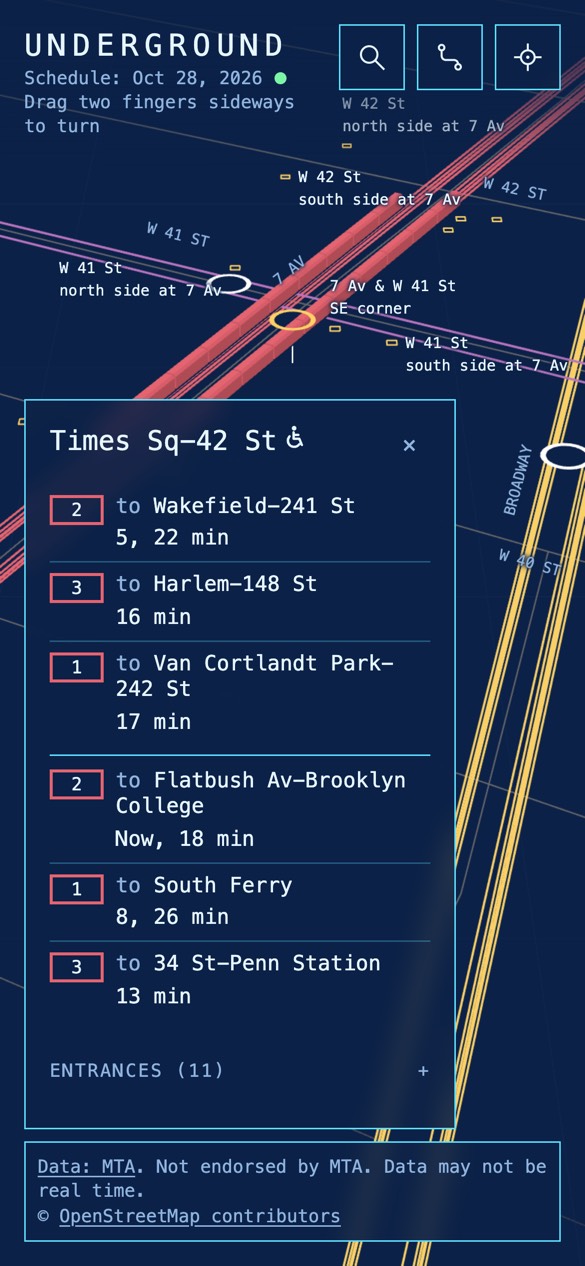 UNDERGROUND
Schedule: Oct 28, 2026
Drag two fingers sideways
to turn
W 42 St
north side at 7 Av
W 42 St
south side at 7 Av
W 42 ST
W 41 ST
7 AV
W 41 St
north side at 7 Av
7 Av & W 41 St
SE corner
W 41 St
south side at 7 Av
BROADWAY
W 40 ST
Times Sq–42 St
×
2 to Wakefield–241 St
5, 22 min
3 to Harlem–148 St
16 min
1 to Van Cortlandt Park–
242 St
17 min
2 to Flatbush Av–Brooklyn
College
Now, 18 min
1 to South Ferry
8, 26 min
3 to 34 St–Penn Station
13 min
ENTRANCES (11) +
Data: MTA. Not endorsed by MTA. Data may not be
real time.
© OpenStreetMap contributors